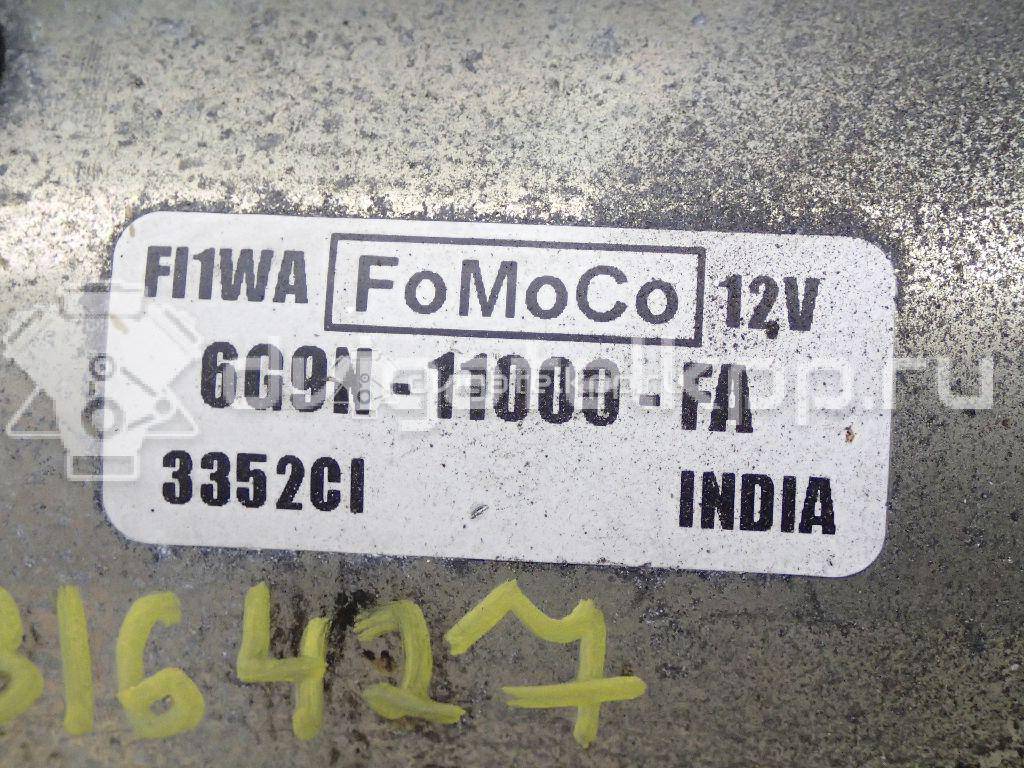 FI1WA FoMoCo 12V
6G9N-11000-FA
3352CI INDIA
316427